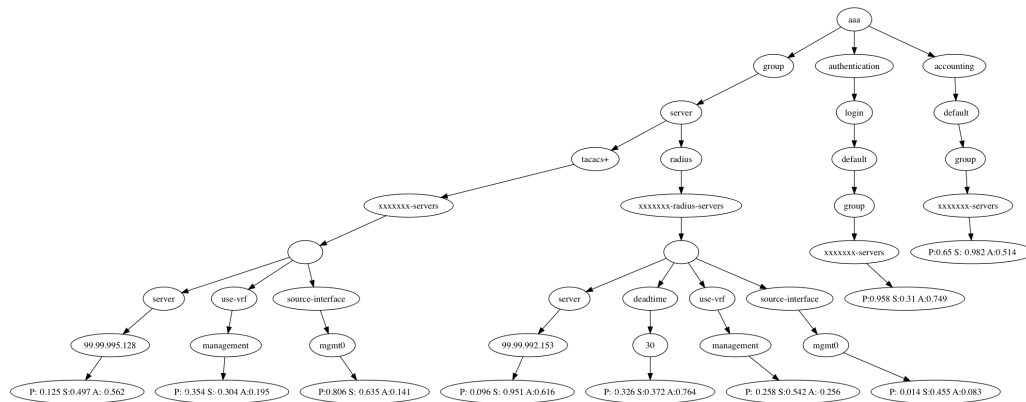 aaa
group
authentication
accounting
server
login
default
tacacs+
radius
default
group
xxxxxxx-servers
xxxxxxx-radius-servers
group
xxxxxxx-servers
xxxxxxx-servers
P:0.65 S:- 0.982 A:0.514
server
use-vrf
source-interface
server
deadtime
use-vrf
source-interface
P:0.958 S:0.31 A:0.749
99.99.995.128
management
mgmt0
99.99.992.153
30
management
mgmt0
P:- 0.125 S:0.497 A:- 0.562
P:- 0.354 S:- 0.304 A:0.195
P:0.806 S:- 0.635 A:0.141
P:- 0.096 S:- 0.951 A:0.616
P:-0.326 S:0.372 A:0.764
P:- 0.258 S:0.542 A:- 0.256
P:- 0.014 S:0.455 A:0.083